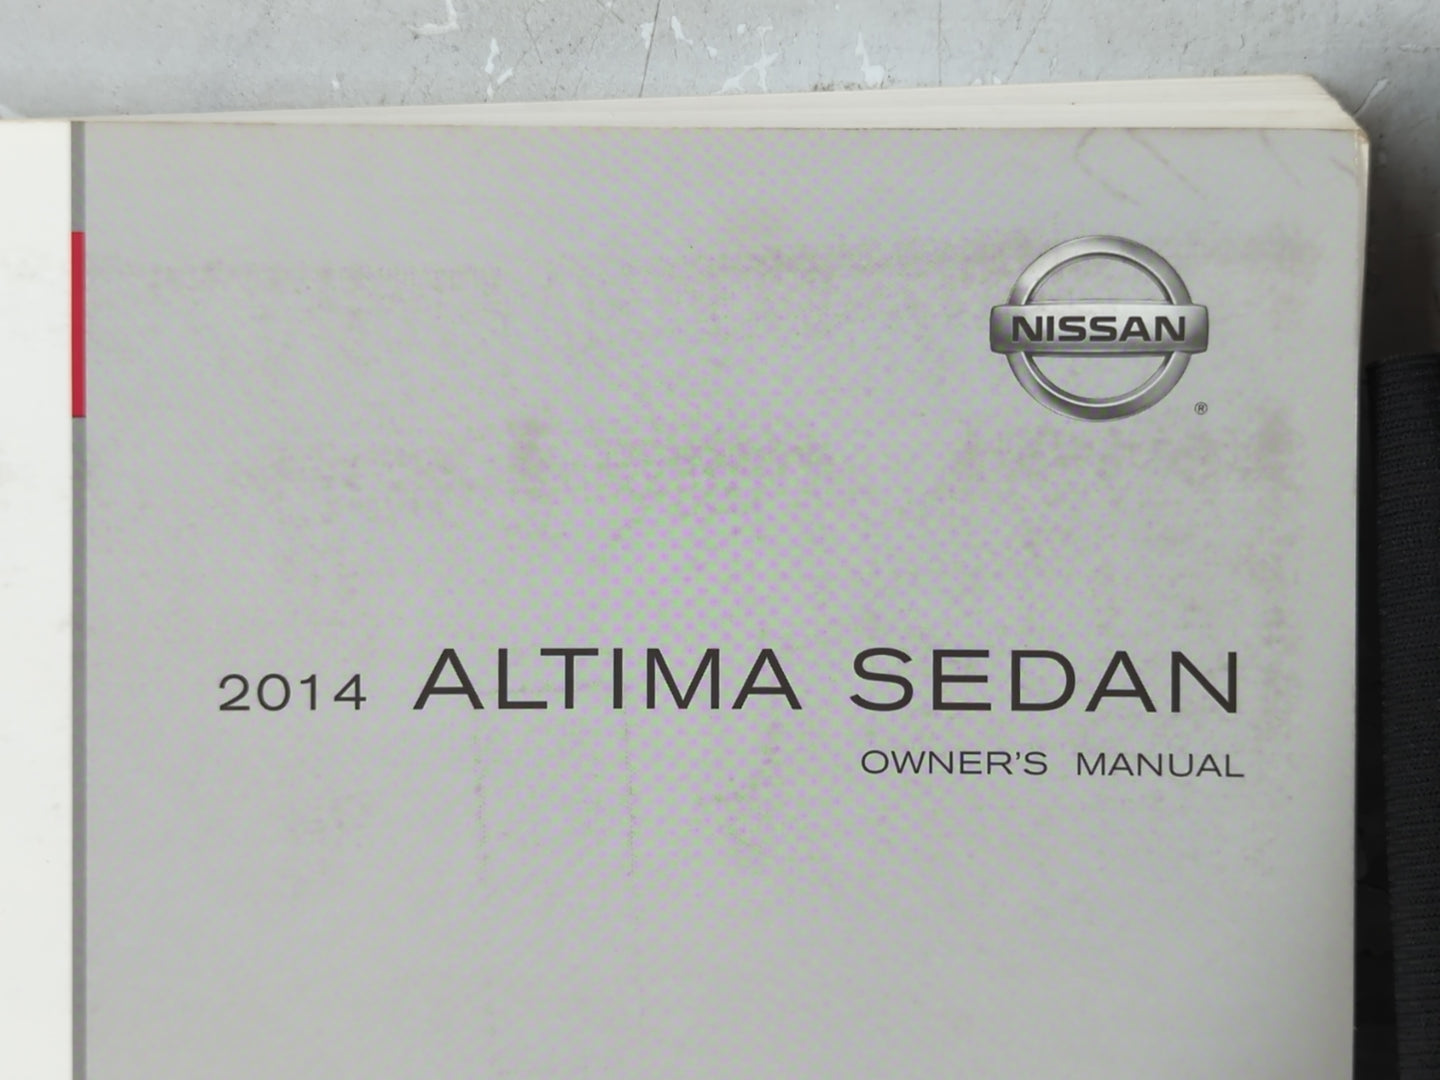 NISSAN
®
2014 ALTIMA SEDAN
OWNER'S MANUAL